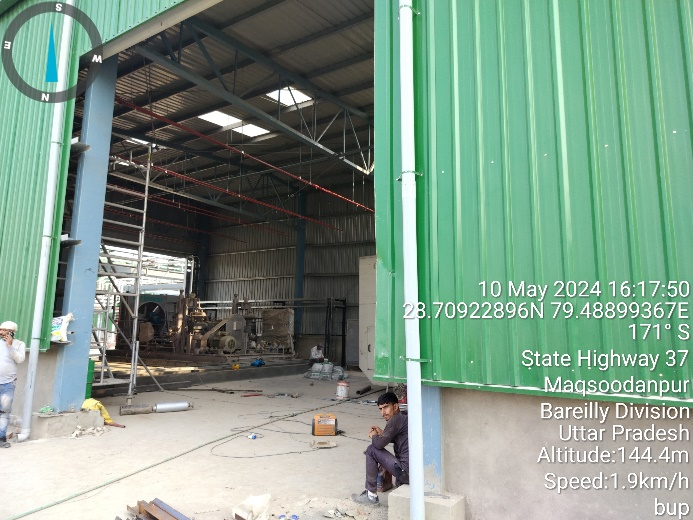 S
E
W
N
10 May 2024 16:17:50
28.70922896N 79.48899367E
171° S
State Highway 37
Maqsoodanpur
Bareilly Division
Uttar Pradesh
Altitude:144.4m
Speed:1.9km/h
bup